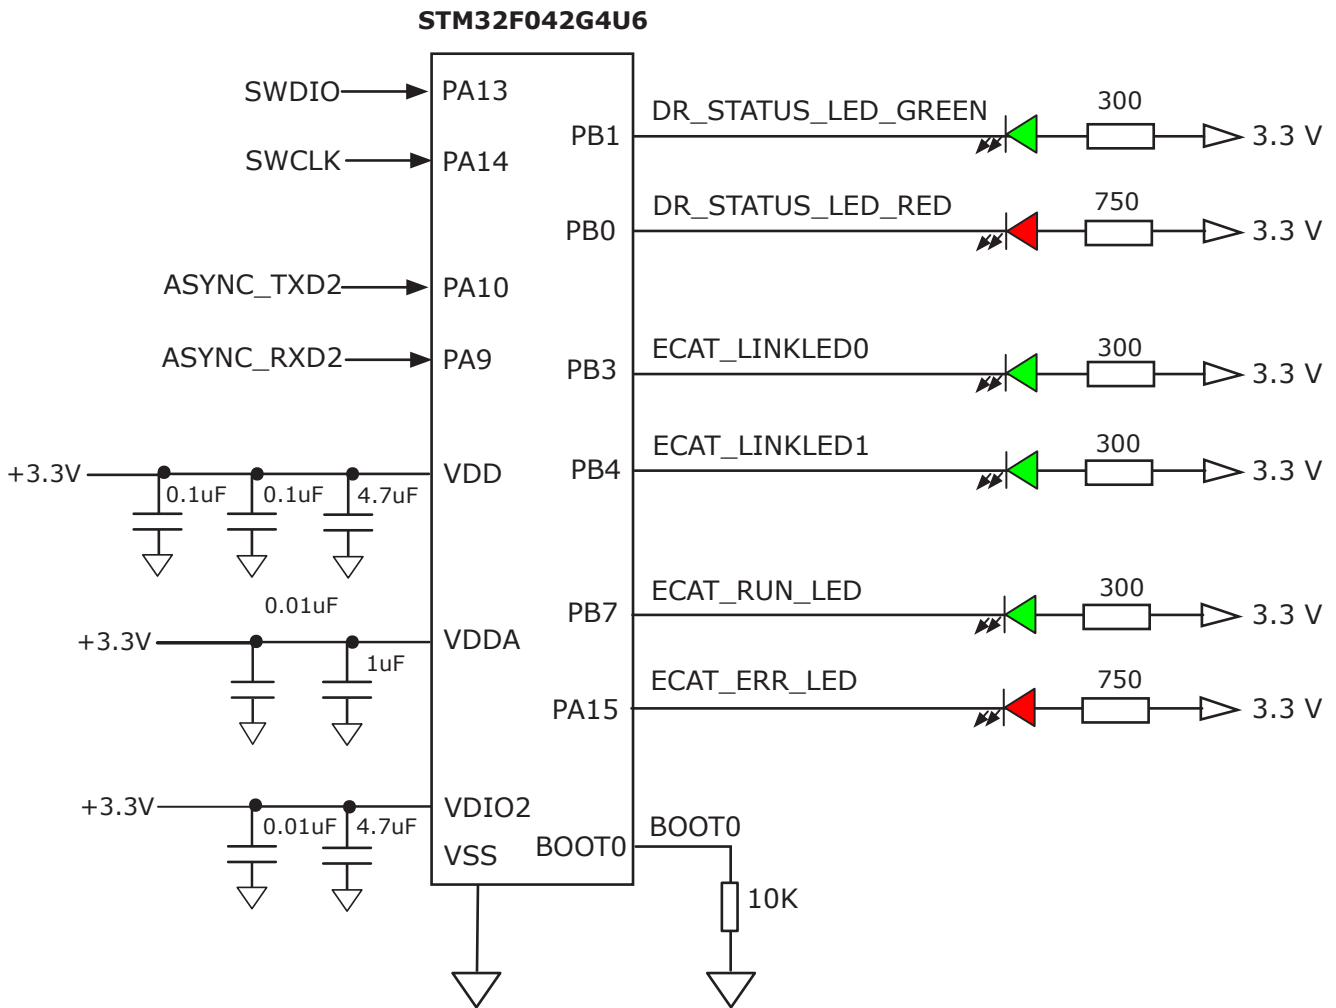 STM32F042G4U6
SWDIO
PA13
SWCLK
PA14
ASYNC_TXD2
PA10
ASYNC_RXD2
PA9
+3.3V
VDD
0.1uF
0.1uF
4.7uF
0.01uF
+3.3V
VDDA
1uF
+3.3V
VDIO2
0.01uF
4.7uF
VSS
PB1
DR_STATUS_LED_GREEN
300
3.3 V
PB0
DR_STATUS_LED_RED
750
3.3 V
PB3
ECAT_LINKLED0
300
3.3 V
PB4
ECAT_LINKLED1
300
3.3 V
PB7
ECAT_RUN_LED
300
3.3 V
PA15
ECAT_ERR_LED
750
3.3 V
BOOT0
BOOT0
10K